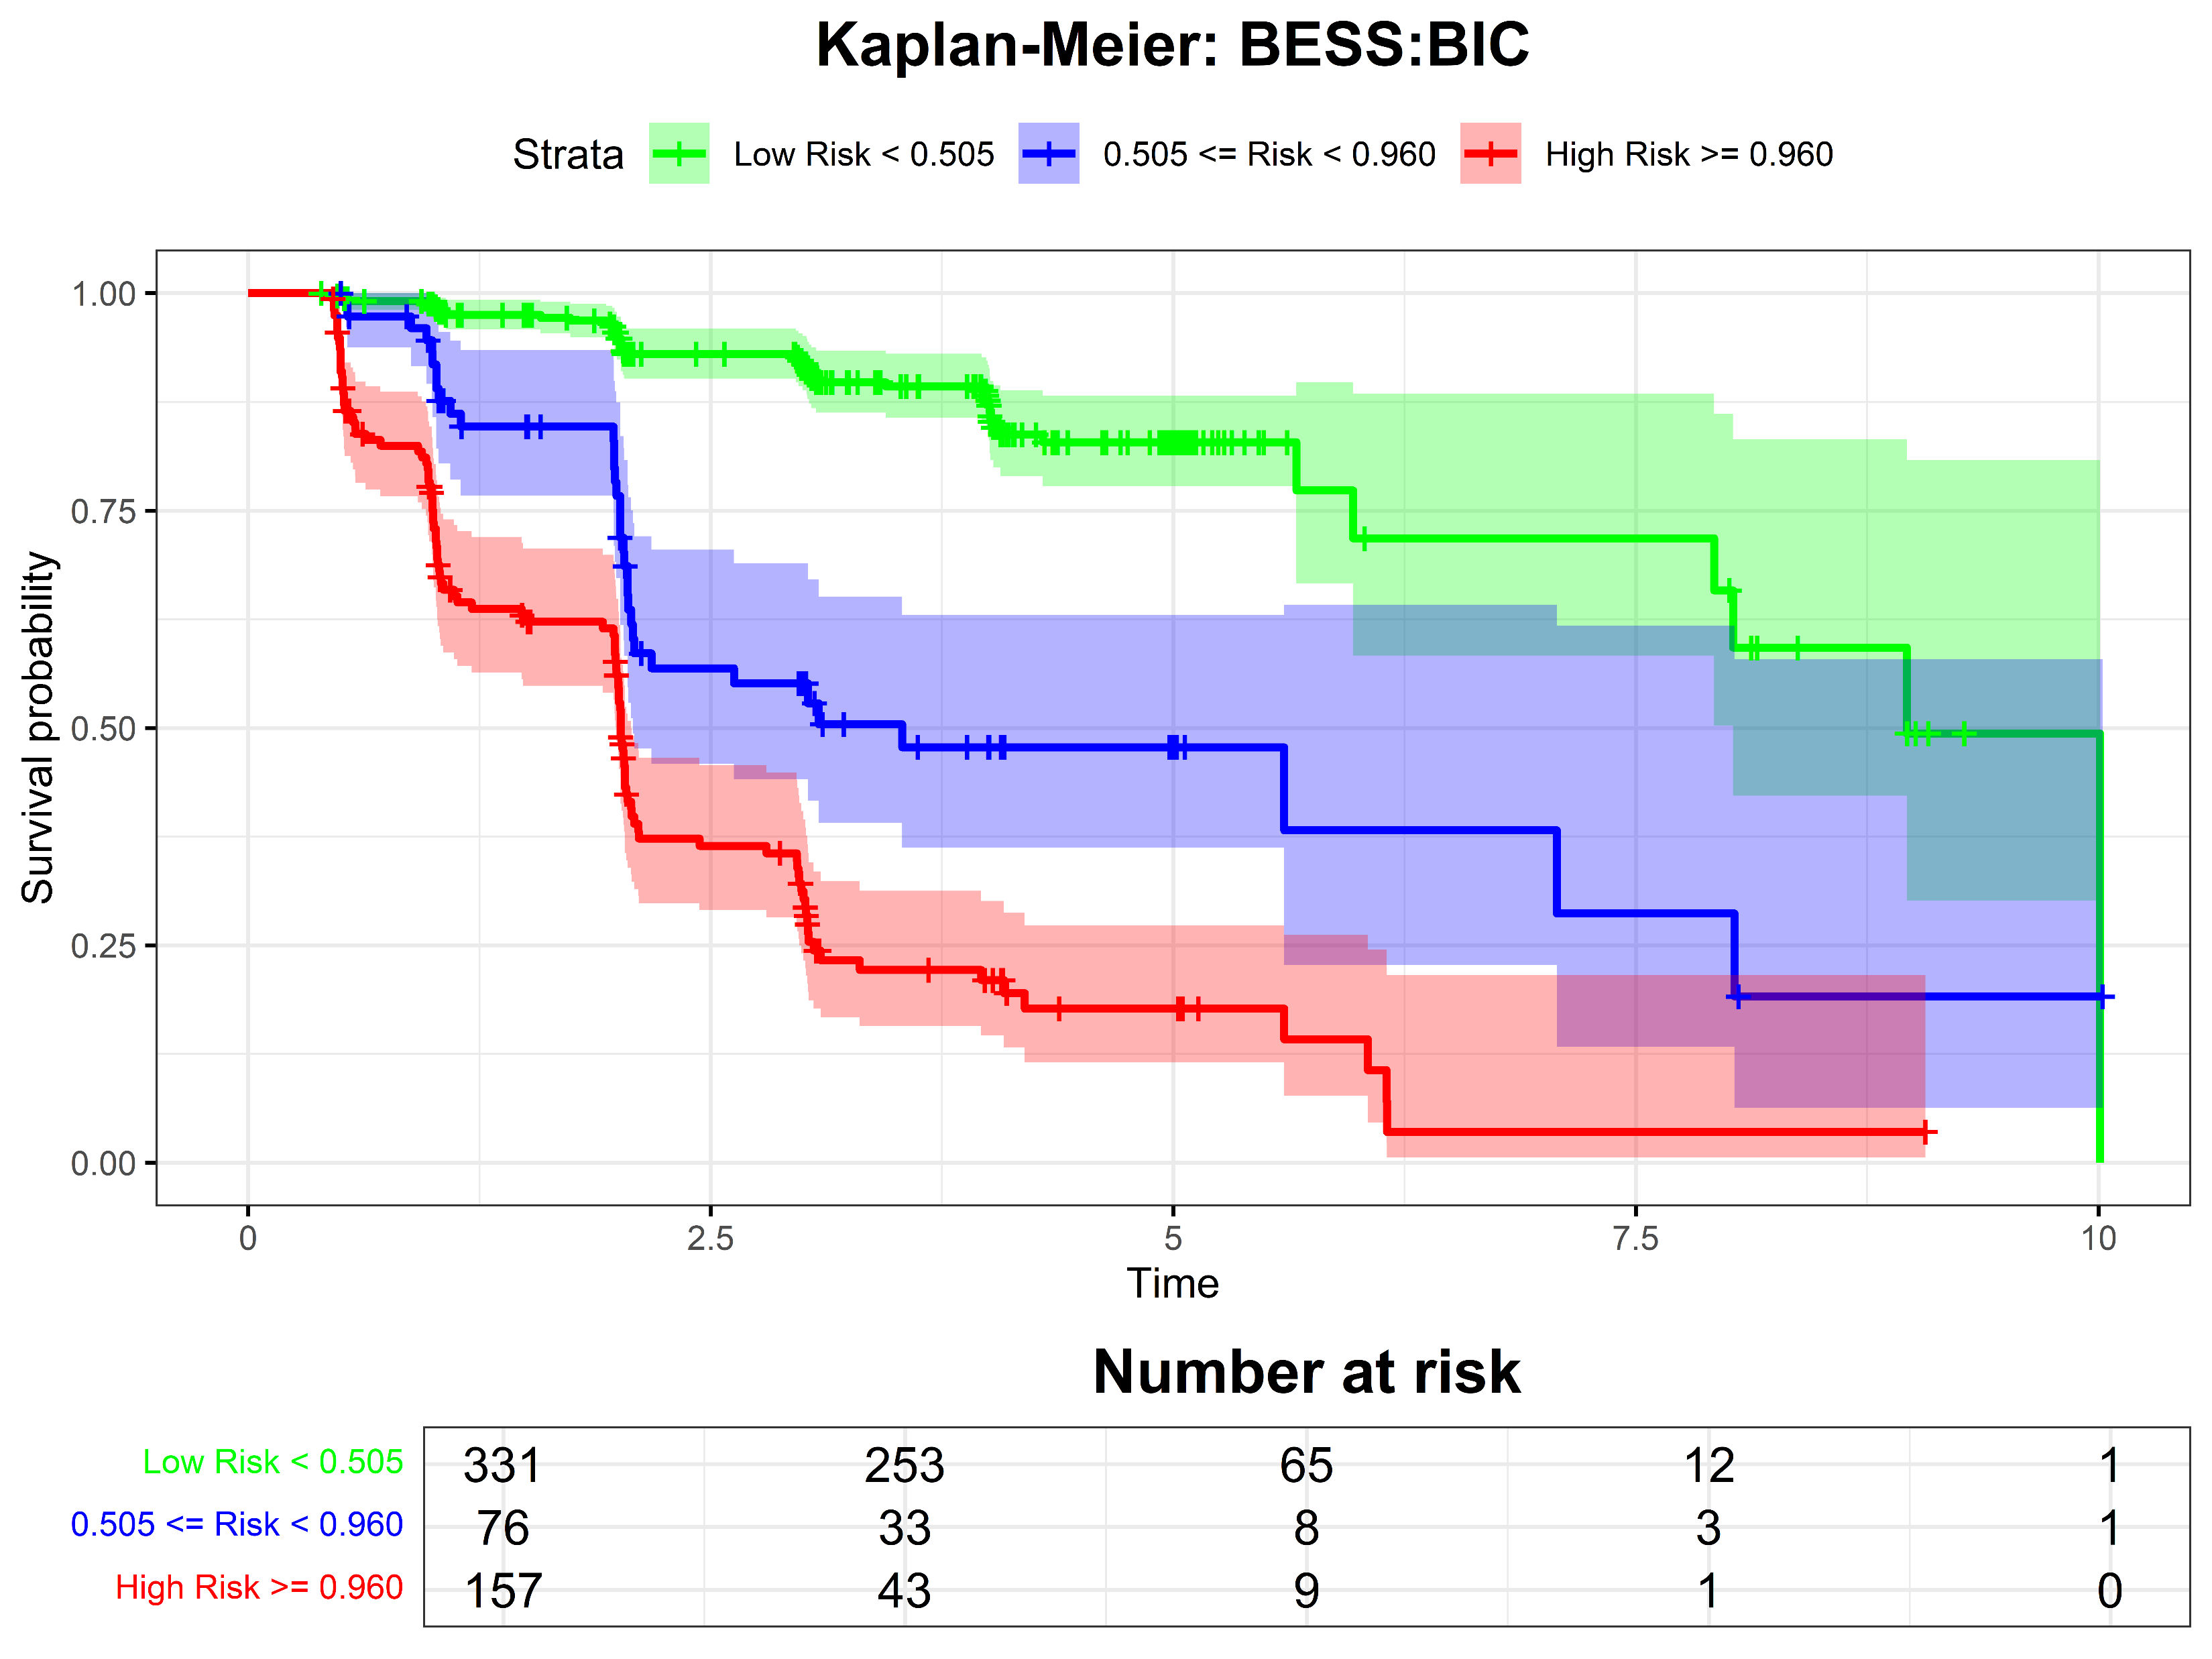 Kaplan-Meier: BESS:BIC
Strata Low Risk < 0.505 0.505 <= Risk < 0.960 High Risk >= 0.960
Survival probability
1.00
0.75
0.50
0.25
0.00
0 2.5 5 7.5 10
Time
Number at risk
Low Risk < 0.505 331 253 65 12 1
0.505 <= Risk < 0.960 76 33 8 3 1
High Risk >= 0.960 157 43 9 1 0